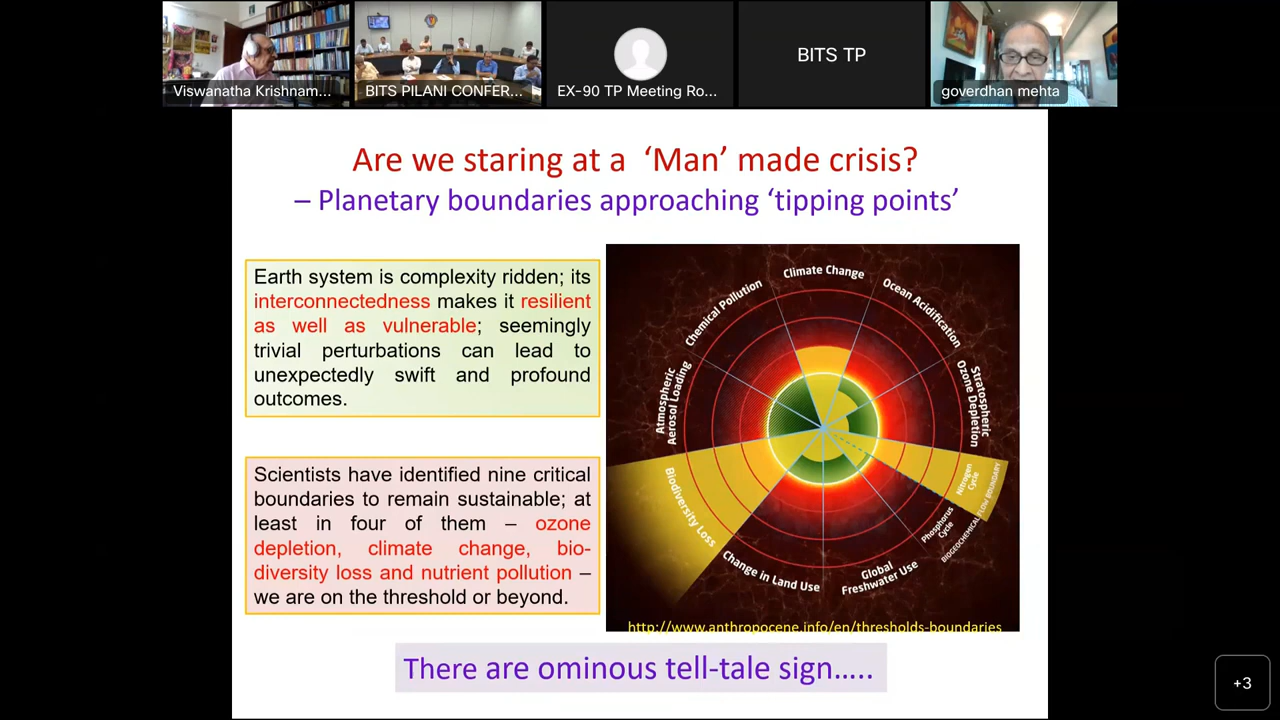 Viswanatha Krishnam...
BITS PILANI CONFER...
EX-90 TP Meeting Ro...
BITS TP
goverdhan mehta
Are we staring at a ‘Man’ made crisis?
– Planetary boundaries approaching ‘tipping points’
Earth system is complexity ridden; its
interconnectedness makes it resilient
as well as vulnerable; seemingly
trivial perturbations can lead to
unexpectedly swift and profound
outcomes.
Scientists have identified nine critical
boundaries to remain sustainable; at
least in four of them – ozone
depletion, climate change, bio-
diversity loss and nutrient pollution –
we are on the threshold or beyond.
Climate Change
Ocean Acidification
Stratospheric
Ozone Depletion
Nitrogen
Cycle
Phosphorus
Cycle
BIOGEOCHEMICAL FLOW BOUNDARY
Global
Freshwater Use
Change in Land Use
Biodiversity Loss
Atmospheric
Aerosol Loading
Chemical Pollution
http://www.anthropocene.info/en/thresholds-boundaries
There are ominous tell-tale sign…..
+3